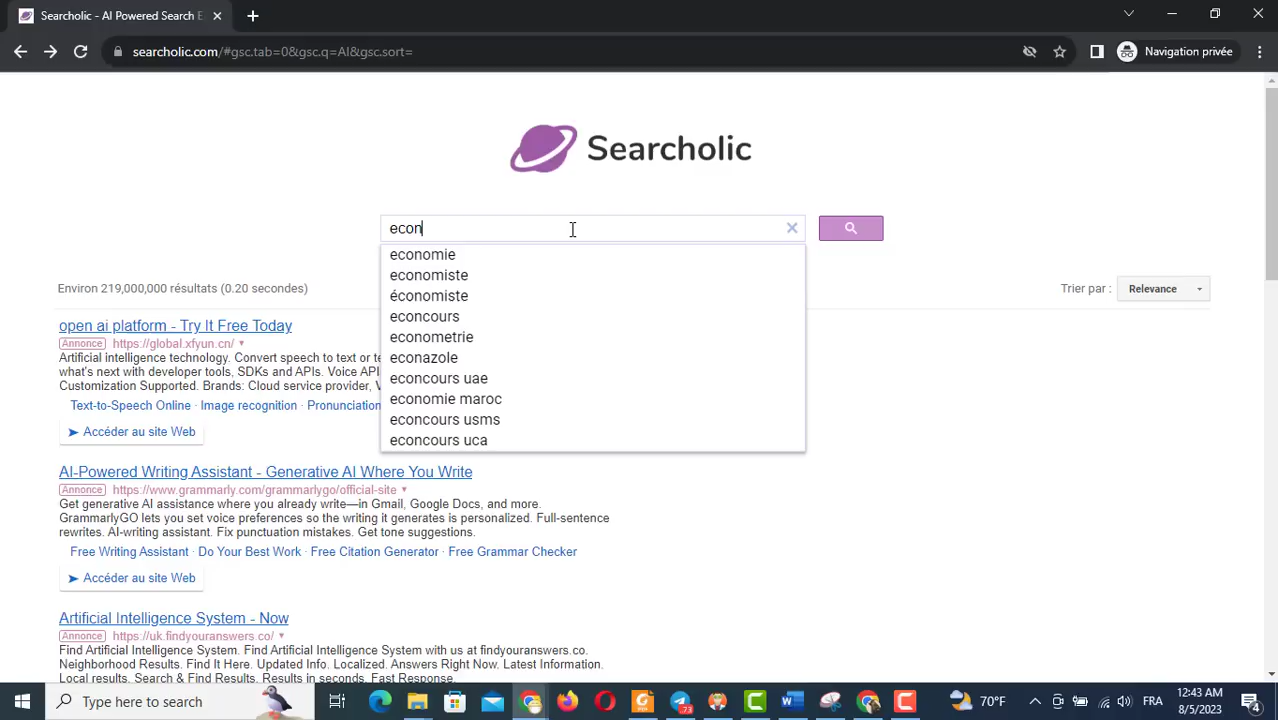 Searcholic - AI Powered Search E
searcholic.com/#gsc.tab=0&gsc.q=AI&gsc.sort=
Navigation privée
Searcholic
econ
economie
economiste
économiste
econcours
econometrie
econazole
econcours uae
economie maroc
econcours usms
econcours uca
Environ 219,000,000 résultats (0.20 secondes)
Trier par :
Relevance
open ai platform - Try It Free Today
Annonce https://global.xfyun.cn/
Artificial intelligence technology. Convert speech to text or te
what's next with developer tools, SDKs and APIs. Voice API
Customization Supported. Brands: Cloud service provider, V
Text-to-Speech Online · Image recognition · Pronunciation
Accéder au site Web
AI-Powered Writing Assistant - Generative AI Where You Write
Annonce https://www.grammarly.com/grammarlygo/official-site
Get generative AI assistance where you already write—in Gmail, Google Docs, and more.
GrammarlyGO lets you set voice preferences so the writing it generates is personalized. Full-sentence
rewrites. AI-writing assistant. Fix punctuation mistakes. Get tone suggestions.
Free Writing Assistant · Do Your Best Work · Free Citation Generator · Free Grammar Checker
Accéder au site Web
Artificial Intelligence System - Now
Annonce https://uk.findyouranswers.co/
Find Artificial Intelligence System. Find Artificial Intelligence System with us at findyouranswers.co.
Neighborhood Results. Find It Here. Updated Info. Localized. Answers Right Now. Latest Information.
Local results. Search & Find Results. Results in seconds. Fast Response.
Type here to search
73
70°F
FRA
12:43 AM
8/5/2023
4